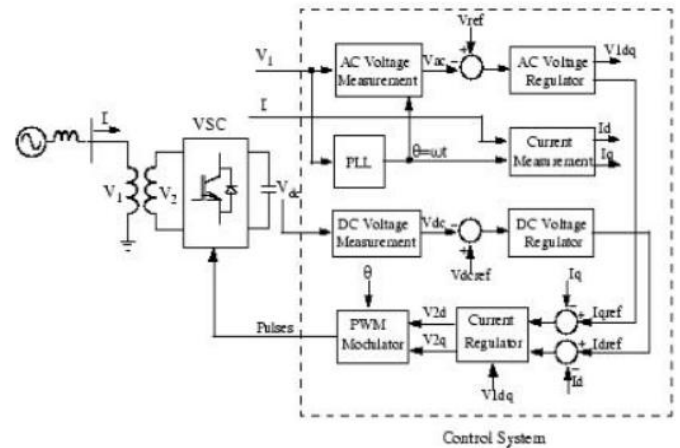 Vref
V1
AC Voltage
Measurement
Vac
-
+
AC Voltage
Regulator
V1dq
I
I
VSC
PLL
θ=ωt
Current
Measurement
Id
Iq
V1
V2
Vdc
DC Voltage
Measurement
Vdc
-
+
Vdcref
DC Voltage
Regulator
θ
Iq
Pulses
PWM
Modulator
V2d
V2q
Current
Regulator
-
+
Iqref
+
Idref
-
Id
V1dq
Control System